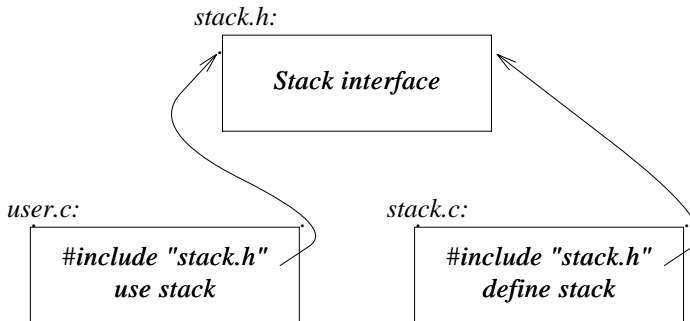 stack.h:
Stack interface
user.c:
stack.c:
#include "stack.h"
use stack
#include "stack.h"
define stack